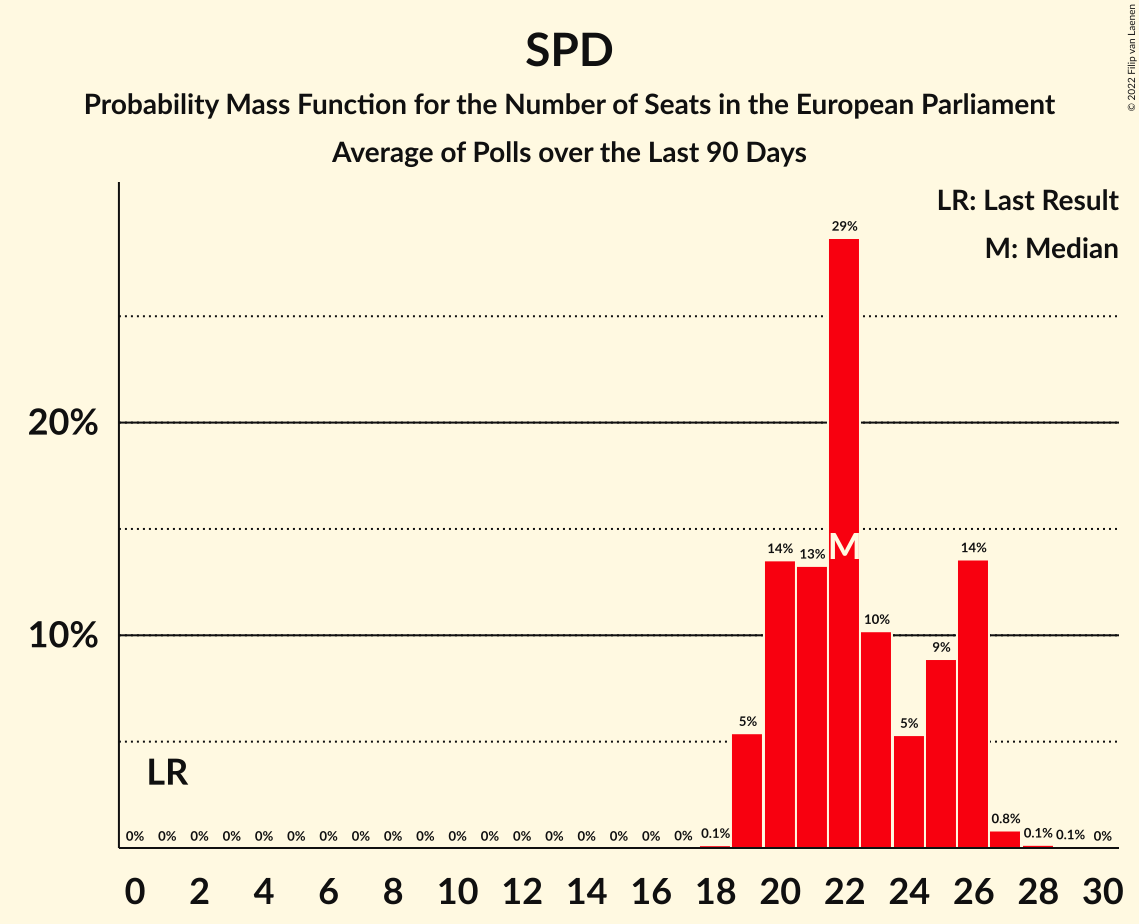 SPD
Probability Mass Function for the Number of Seats in the European Parliament
Average of Polls over the Last 90 Days
© 2022 Filip van Laenen
LR: Last Result
M: Median
29%
20%
14% 13% M 14%
10%
10%
9%
5% 5%
LR
0% 0% 0% 0% 0% 0% 0% 0% 0% 0% 0% 0% 0% 0% 0% 0% 0% 0% 0.1% 0.8% 0.1% 0.1% 0%
0 2 4 6 8 10 12 14 16 18 20 22 24 26 28 30